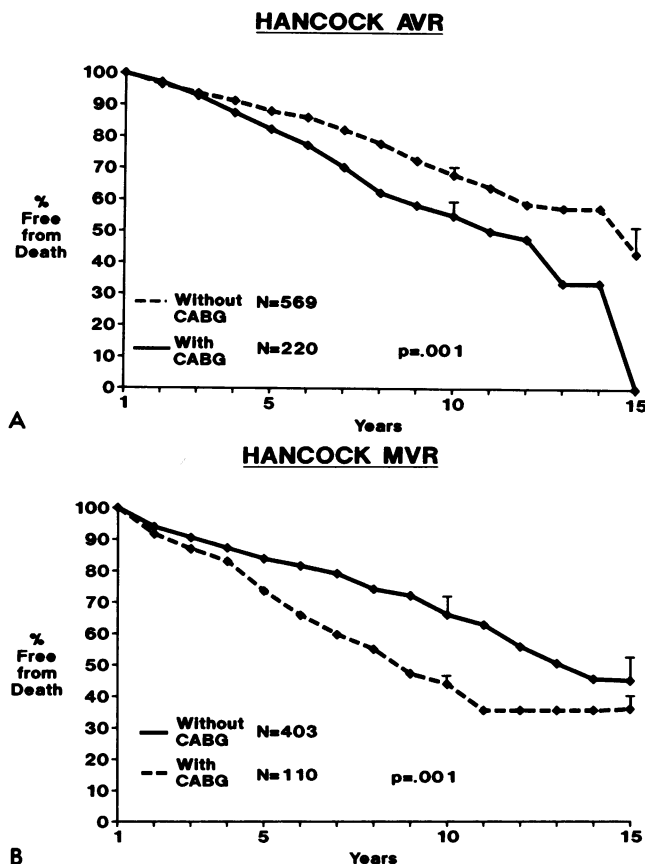 HANCOCK AVR
100
90
80
70
60
50
40
30
20
10
0
%
Free
from
Death
Without
CABG N=569
With
CABG N=220
p=.001
1 5 10 15
Years
A
HANCOCK MVR
100
90
80
70
60
50
40
30
20
10
0
%
Free
from
Death
Without
CABG N=403
With
CABG N=110
p=.001
1 5 10 15
Years
B